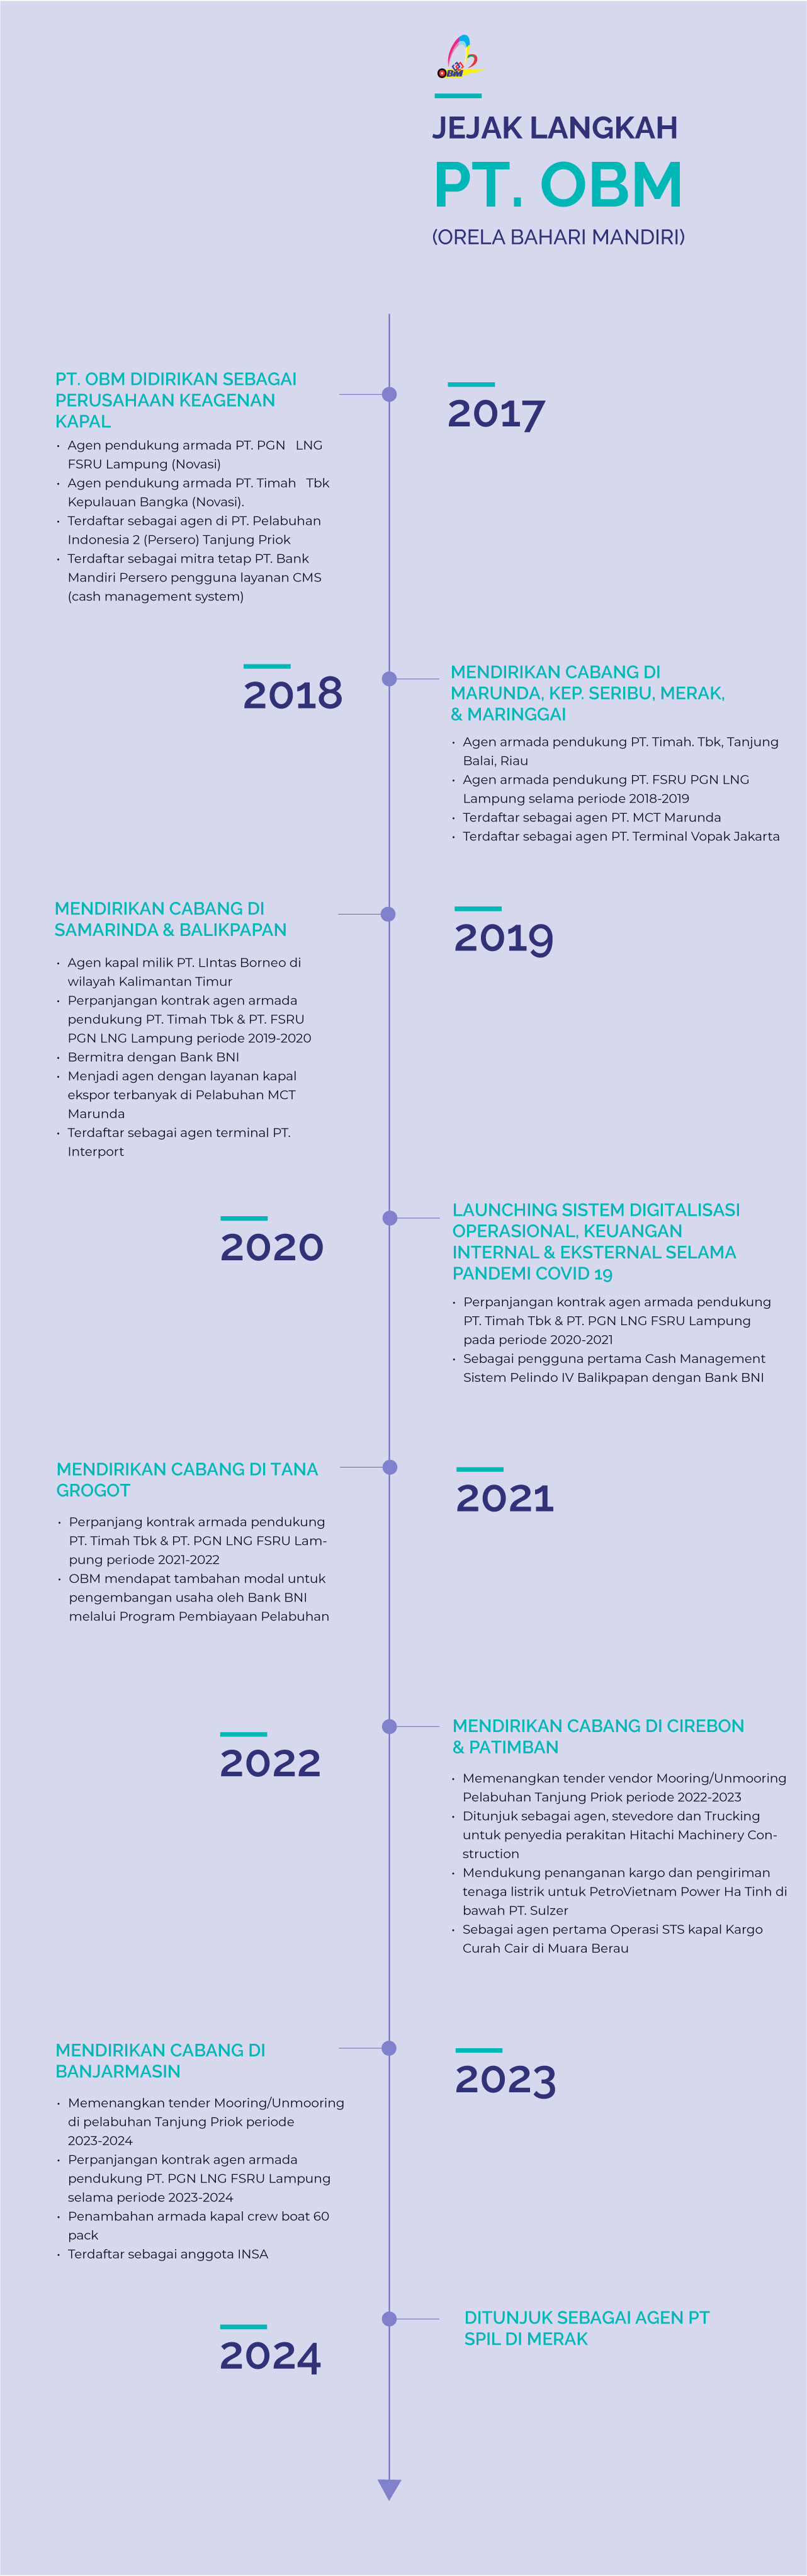 OBM
JEJAK LANGKAH
PT. OBM
(ORELA BAHARI MANDIRI)
PT. OBM DIDIRIKAN SEBAGAI
PERUSAHAAN KEAGENAN
KAPAL
• Agen pendukung armada PT. PGN LNG
FSRU Lampung (Novasi)
• Agen pendukung armada PT. Timah Tbk
Kepulauan Bangka (Novasi).
• Terdaftar sebagai agen di PT. Pelabuhan
Indonesia 2 (Persero) Tanjung Priok
• Terdaftar sebagai mitra tetap PT. Bank
Mandiri Persero pengguna layanan CMS
(cash management system)
2017
2018
MENDIRIKAN CABANG DI
MARUNDA, KEP. SERIBU, MERAK,
& MARINGGAI
• Agen armada pendukung PT. Timah. Tbk, Tanjung
Balai, Riau
• Agen armada pendukung PT. FSRU PGN LNG
Lampung selama periode 2018-2019
• Terdaftar sebagai agen PT. MCT Marunda
• Terdaftar sebagai agen PT. Terminal Vopak Jakarta
MENDIRIKAN CABANG DI
SAMARINDA & BALIKPAPAN
• Agen kapal milik PT. LIntas Borneo di
wilayah Kalimantan Timur
• Perpanjangan kontrak agen armada
pendukung PT. Timah Tbk & PT. FSRU
PGN LNG Lampung periode 2019-2020
• Bermitra dengan Bank BNI
• Menjadi agen dengan layanan kapal
ekspor terbanyak di Pelabuhan MCT
Marunda
• Terdaftar sebagai agen terminal PT.
Interport
2019
2020
LAUNCHING SISTEM DIGITALISASI
OPERASIONAL, KEUANGAN
INTERNAL & EKSTERNAL SELAMA
PANDEMI COVID 19
• Perpanjangan kontrak agen armada pendukung
PT. Timah Tbk & PT. PGN LNG FSRU Lampung
pada periode 2020-2021
• Sebagai pengguna pertama Cash Management
Sistem Pelindo IV Balikpapan dengan Bank BNI
MENDIRIKAN CABANG DI TANA
GROGOT
• Perpanjang kontrak armada pendukung
PT. Timah Tbk & PT. PGN LNG FSRU Lam-
pung periode 2021-2022
• OBM mendapat tambahan modal untuk
pengembangan usaha oleh Bank BNI
melalui Program Pembiayaan Pelabuhan
2021
2022
MENDIRIKAN CABANG DI CIREBON
& PATIMBAN
• Memenangkan tender vendor Mooring/Unmooring
Pelabuhan Tanjung Priok periode 2022-2023
• Ditunjuk sebagai agen, stevedore dan Trucking
untuk penyedia perakitan Hitachi Machinery Con-
struction
• Mendukung penanganan kargo dan pengiriman
tenaga listrik untuk PetroVietnam Power Ha Tinh di
bawah PT. Sulzer
• Sebagai agen pertama Operasi STS kapal Kargo
Curah Cair di Muara Berau
MENDIRIKAN CABANG DI
BANJARMASIN
• Memenangkan tender Mooring/Unmooring
di pelabuhan Tanjung Priok periode
2023-2024
• Perpanjangan kontrak agen armada
pendukung PT. PGN LNG FSRU Lampung
selama periode 2023-2024
• Penambahan armada kapal crew boat 60
pack
• Terdaftar sebagai anggota INSA
2023
2024
DITUNJUK SEBAGAI AGEN PT
SPIL DI MERAK